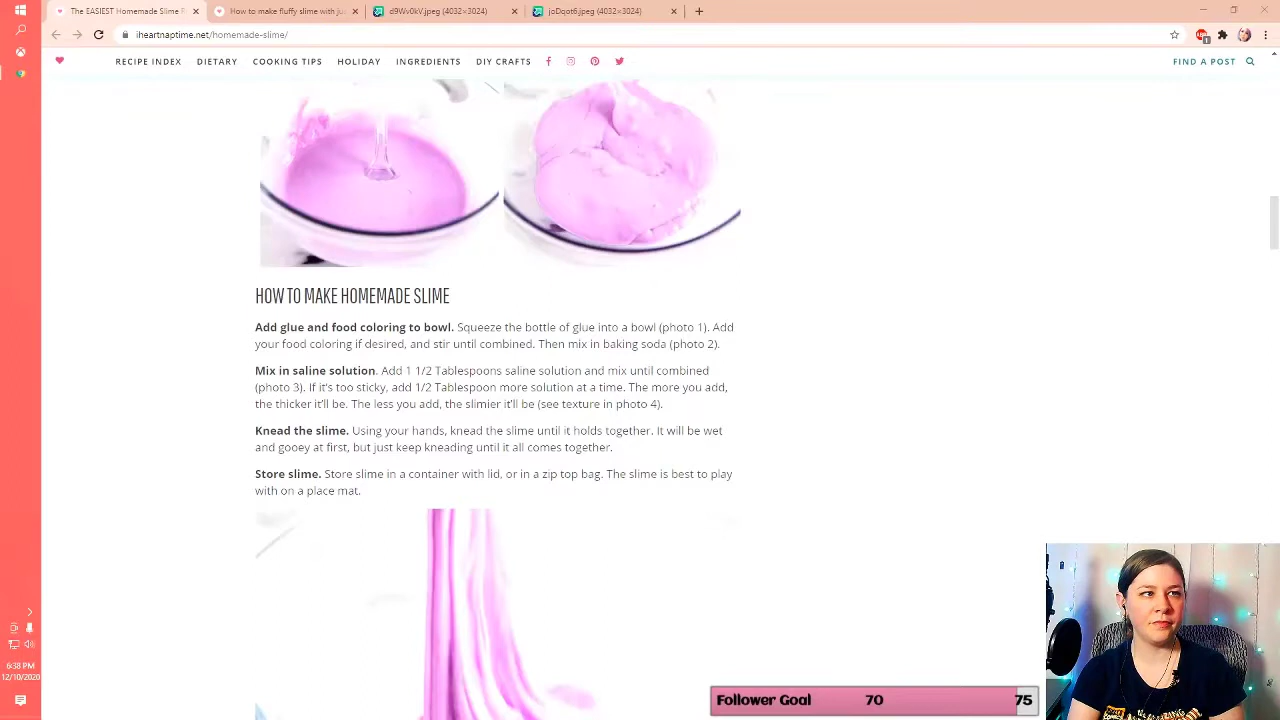 The EASIEST Homemade Slime R
How to make fluffy slime with jus
d9Wv0kV.jpeg (4032×3024)
joDqot6.jpeg (4032×3024)
iheartnaptime.net/homemade-slime/
1
RECIPE INDEX DIETARY COOKING TIPS HOLIDAY INGREDIENTS DIY CRAFTS FIND A POST
HOW TO MAKE HOMEMADE SLIME
Add glue and food coloring to bowl. Squeeze the bottle of glue into a bowl (photo 1). Add
your food coloring if desired, and stir until combined. Then mix in baking soda (photo 2).
Mix in saline solution. Add 1 1/2 Tablespoons saline solution and mix until combined
(photo 3). If it's too sticky, add 1/2 Tablespoon more solution at a time. The more you add,
the thicker it'll be. The less you add, the slimier it'll be (see texture in photo 4).
Knead the slime. Using your hands, knead the slime until it holds together. It will be wet
and gooey at first, but just keep kneading until it all comes together.
Store slime. Store slime in a container with lid, or in a zip top bag. The slime is best to play
with on a place mat.
6:38 PM
12/10/2020
Follower Goal 70 75